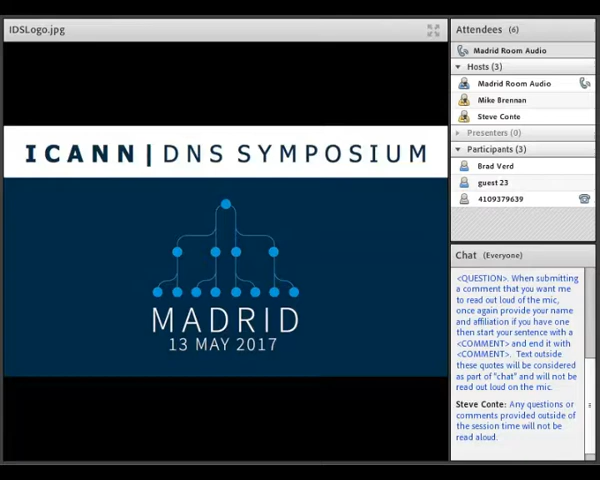 IDSLogo.jpg
ICANN | DNS SYMPOSIUM
MADRID
13 MAY 2017
Attendees (6)
Madrid Room Audio
Hosts (3)
Madrid Room Audio
Mike Brennan
Steve Conte
Presenters (0)
Participants (3)
Brad Verd
guest 23
4109379639
Chat (Everyone)
<QUESTION>. When submitting
a comment that you want me
to read out loud of the mic,
once again provide your name
and affiliation if you have one
then start your sentence with a
<COMMENT> and end it with
<COMMENT>. Text outside
these quotes will be considered
as part of "chat" and will not be
read out loud on the mic.
Steve Conte: Any questions or
comments provided outside of
the session time will not be
read aloud.